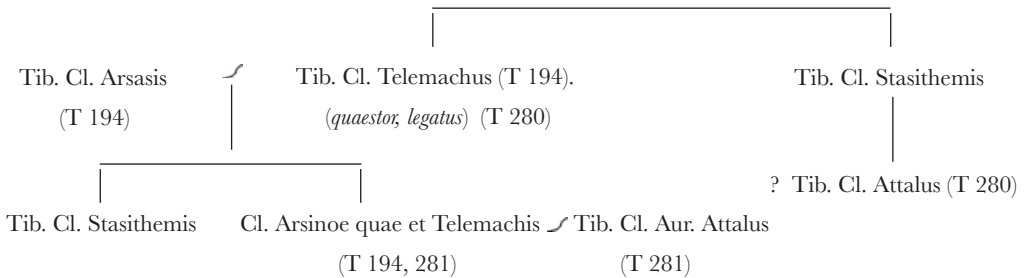 Tib. Cl. Arsasis Tib. Cl. Telemachus (T 194). Tib. Cl. Stasithemis
(T 194) (quaestor, legatus) (T 280)
? Tib. Cl. Attalus (T 280)
Tib. Cl. Stasithemis Cl. Arsinoe quae et Telemachis Tib. Cl. Aur. Attalus
(T 194, 281) (T 281)